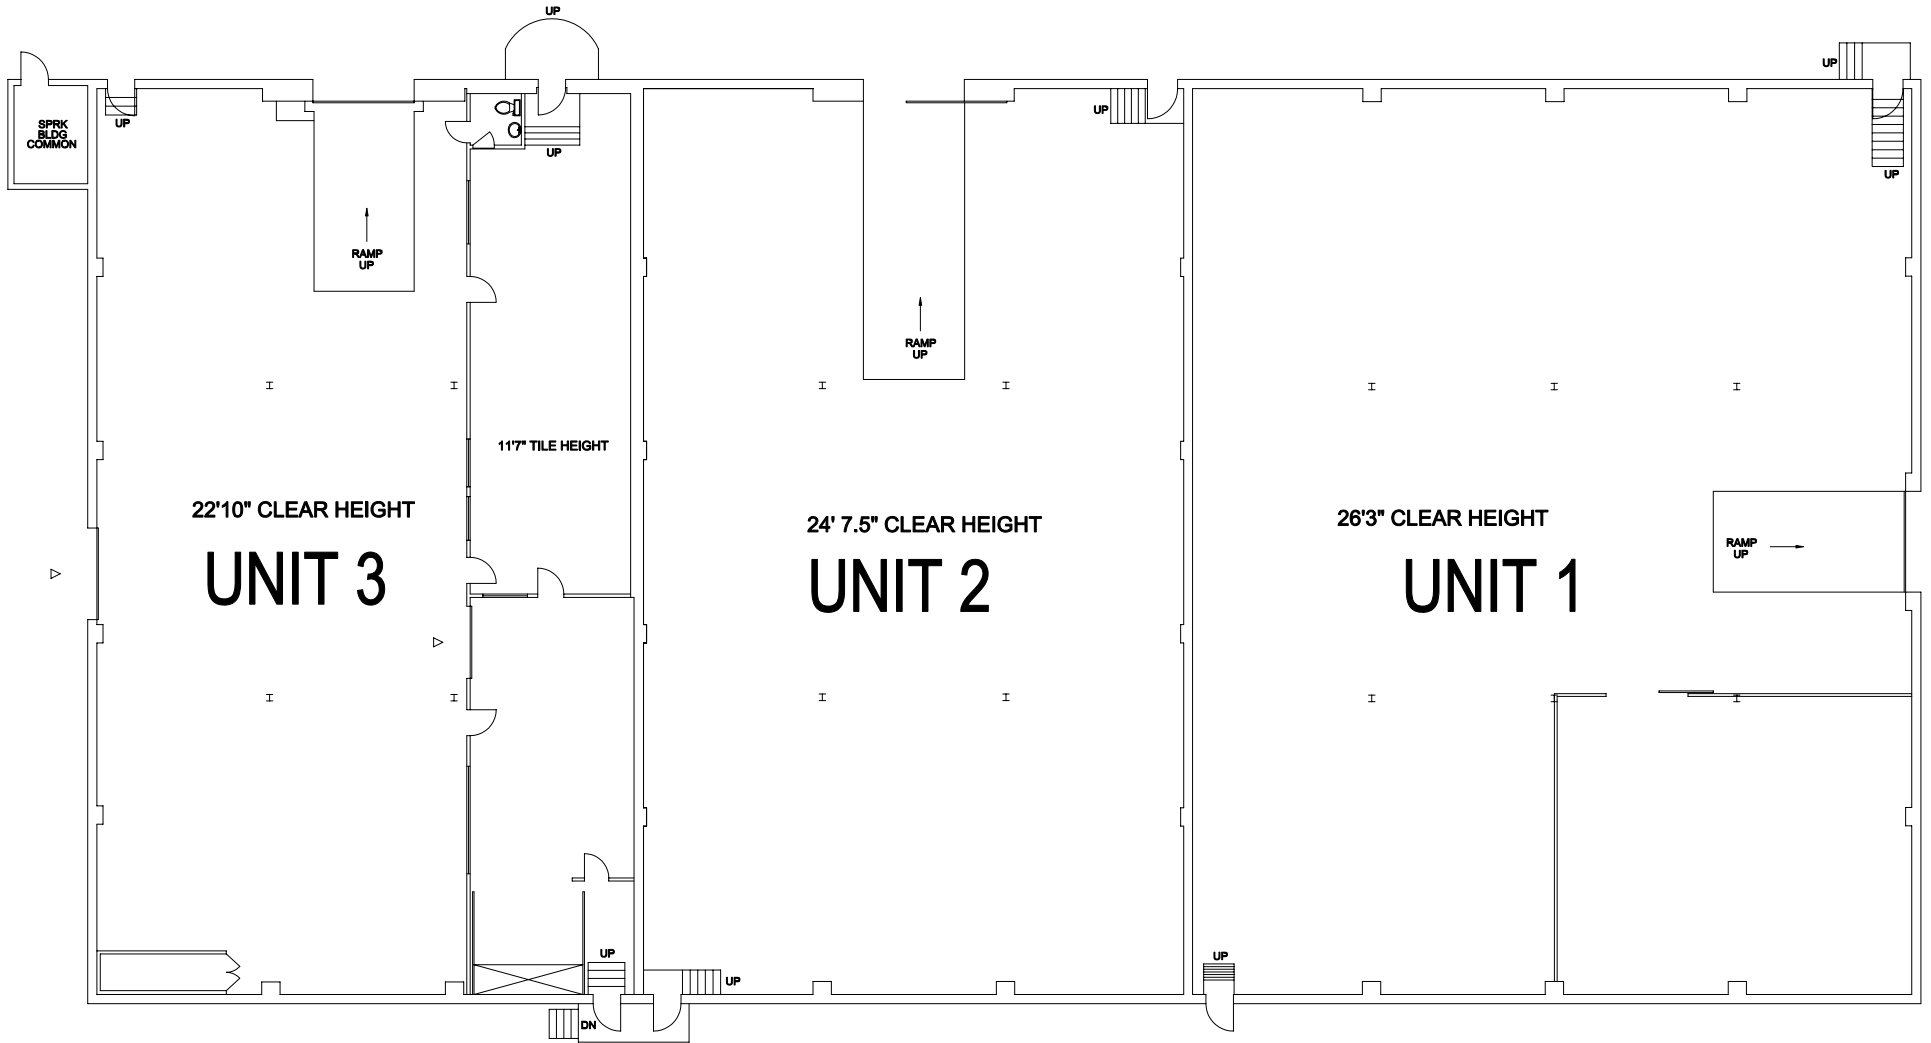 UP
UP
SPRK
BLDG
COMMON
UP
UP
UP
UP
UP
RAMP
UP
RAMP
UP
11'7" TILE HEIGHT
22'10" CLEAR HEIGHT
UNIT 3
24' 7.5" CLEAR HEIGHT
UNIT 2
26'3" CLEAR HEIGHT
UNIT 1
RAMP
UP
UP
UP
UP
DN